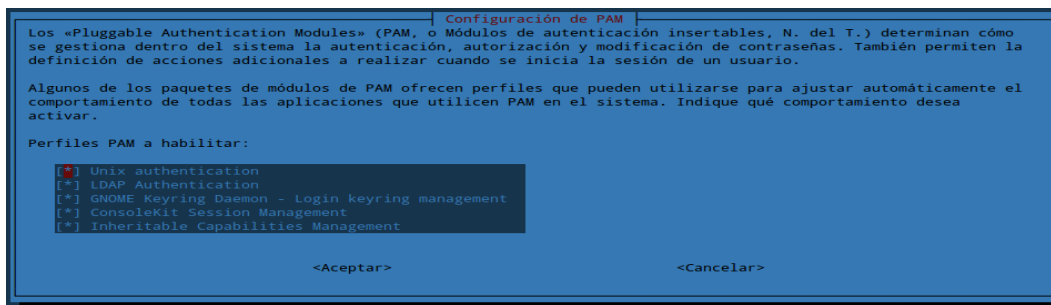 Configuración de PAM
Los «Pluggable Authentication Modules» (PAM, o Módulos de autenticación insertables, N. del T.) determinan cómo
se gestiona dentro del sistema la autenticación, autorización y modificación de contraseñas. También permiten la
definición de acciones adicionales a realizar cuando se inicia la sesión de un usuario.
Algunos de los paquetes de módulos de PAM ofrecen perfiles que pueden utilizarse para ajustar automáticamente el
comportamiento de todas las aplicaciones que utilicen PAM en el sistema. Indique qué comportamiento desea
activar.
Perfiles PAM a habilitar:
[*] Unix authentication
[*] LDAP Authentication
[*] GNOME Keyring Daemon - Login keyring management
[*] ConsoleKit Session Management
[*] Inheritable Capabilities Management
<Aceptar> <Cancelar>